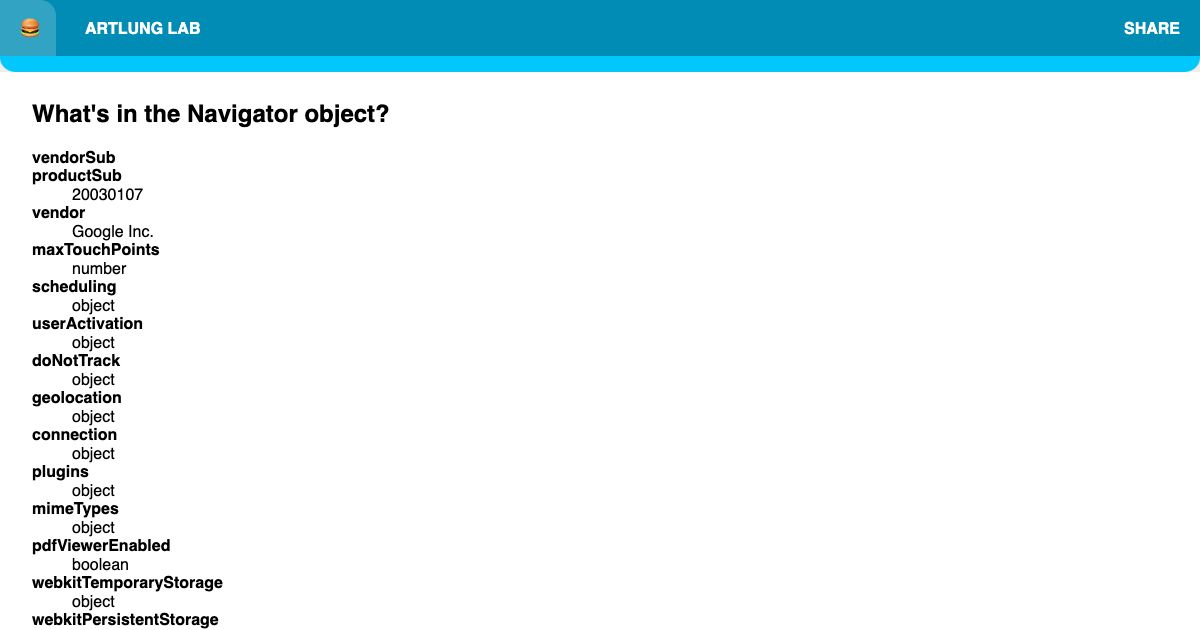 ARTLUNG LAB
SHARE
What's in the Navigator object?
vendorSub
productSub
20030107
vendor
Google Inc.
maxTouchPoints
number
scheduling
object
userActivation
object
doNotTrack
object
geolocation
object
connection
object
plugins
object
mimeTypes
object
pdfViewerEnabled
boolean
webkitTemporaryStorage
object
webkitPersistentStorage